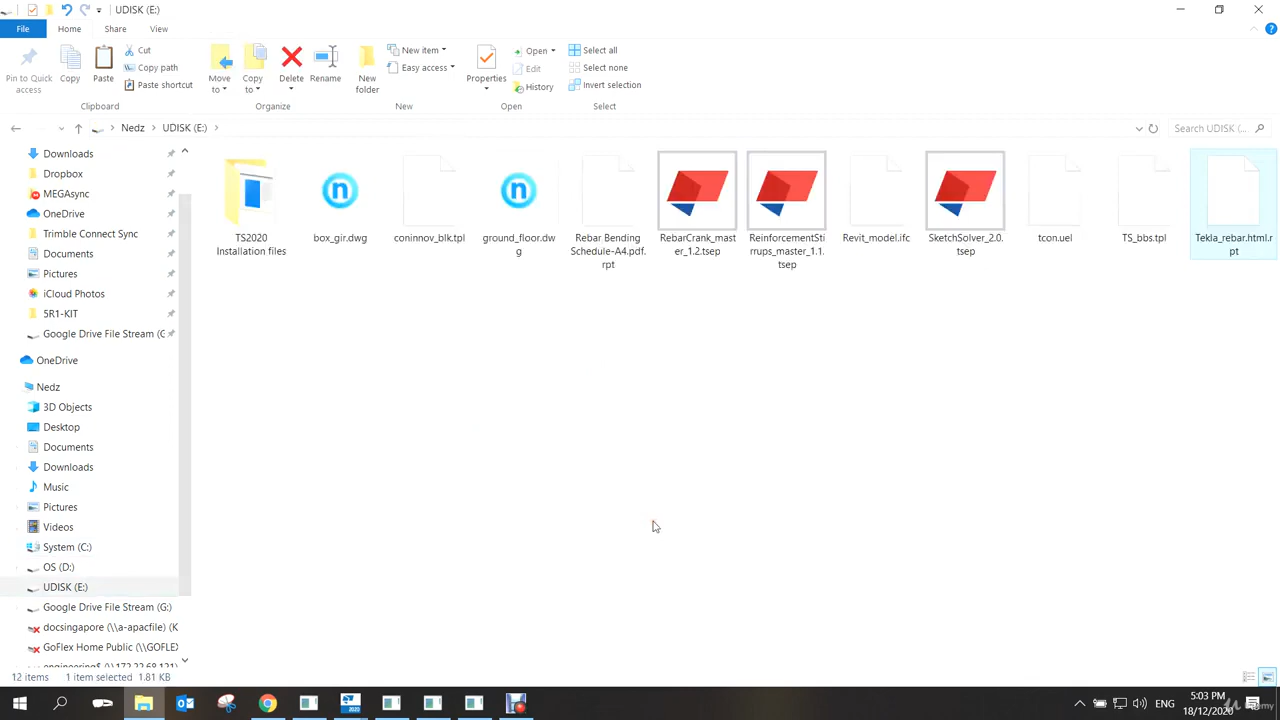 UDISK (E:)
File
Home
Share
View
Pin to Quick
access
Copy
Paste
Cut
Copy path
Paste shortcut
Clipboard
Move
to
Copy
to
Delete
Rename
Organize
New
folder
New item
Easy access
New
Properties
Open
Edit
History
Open
Select all
Select none
Invert selection
Select
Nedz
UDISK (E:)
Search UDISK (...
Downloads
Dropbox
MEGAsync
OneDrive
Trimble Connect Sync
Documents
Pictures
iCloud Photos
5R1-KIT
Google Drive File Stream (G
OneDrive
Nedz
3D Objects
Desktop
Documents
Downloads
Music
Pictures
Videos
System (C:)
OS (D:)
UDISK (E:)
Google Drive File Stream (G:)
docsingapore (\\a-apacfile) (K
GoFlex Home Public (\\GOFLEX
TS2020
Installation files
box_gir.dwg
coninnov_blk.tpl
ground_floor.dw
g
Rebar Bending
Schedule-A4.pdf.
rpt
RebarCrank_mast
er_1.2.tsep
ReinforcementSti
rrups_master_1.1.
tsep
Revit_model.ifc
SketchSolver_2.0.
tsep
tcon.uel
TS_bbs.tpl
Tekla_rebar.html.r
pt
12 items
1 item selected 1.81 KB
2020
ENG
5:03 PM